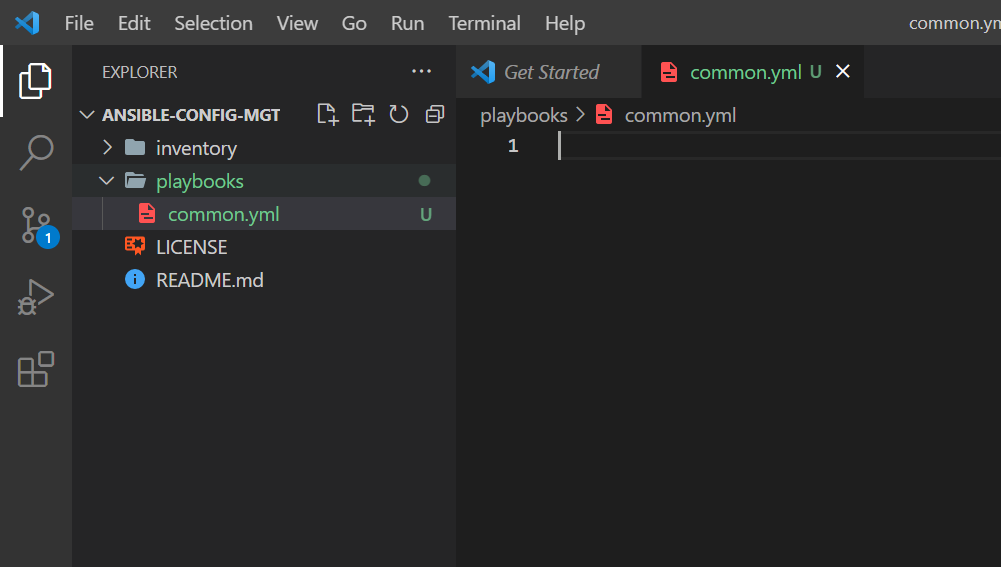 File Edit Selection View Go Run Terminal Help common.ym
EXPLORER
ANSIBLE-CONFIG-MGT
inventory
playbooks
common.yml U
LICENSE
README.md
1
Get Started common.yml U
playbooks > common.yml
1